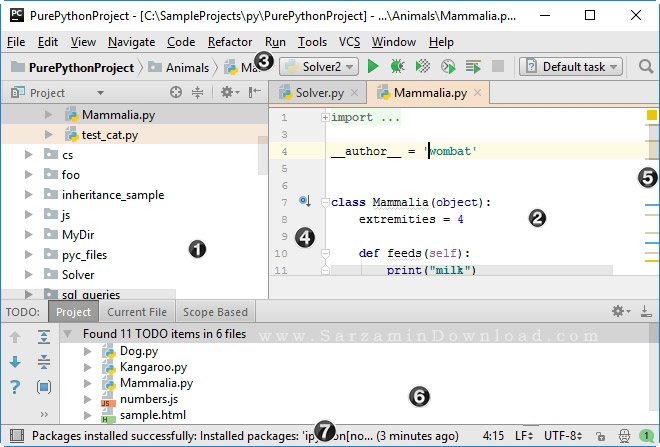 PurePythonProject - [C:\SampleProjects\py\PurePythonProject] - ...\Animals\Mammalia.p...
File Edit View Navigate Code Refactor Run Tools VCS Window Help
PurePythonProject Animals Ma 3 Solver2 Default task
Project Solver.py Mammalia.py
Mammalia.py
test_cat.py
cs
foo
inheritance_sample
js
MyDir
pyc_files
Solver
sql_queries
1
1 import ...
3
4 __author__ = 'wombat'
5
6
7 class Mammalia(object):
8 extremities = 4
9
10 def feeds(self):
11 print("milk")
2
4
5
TODO: Project Current File Scope Based
Found 11 TODO items in 6 files
www.SarzaminDownload.com
Dog.py
Kangaroo.py
Mammalia.py
numbers.js
sample.html
6
Packages installed successfully: Installed packages: 'ipython[no... (3 minutes ago) 4:15 LF UTF-8 1
7